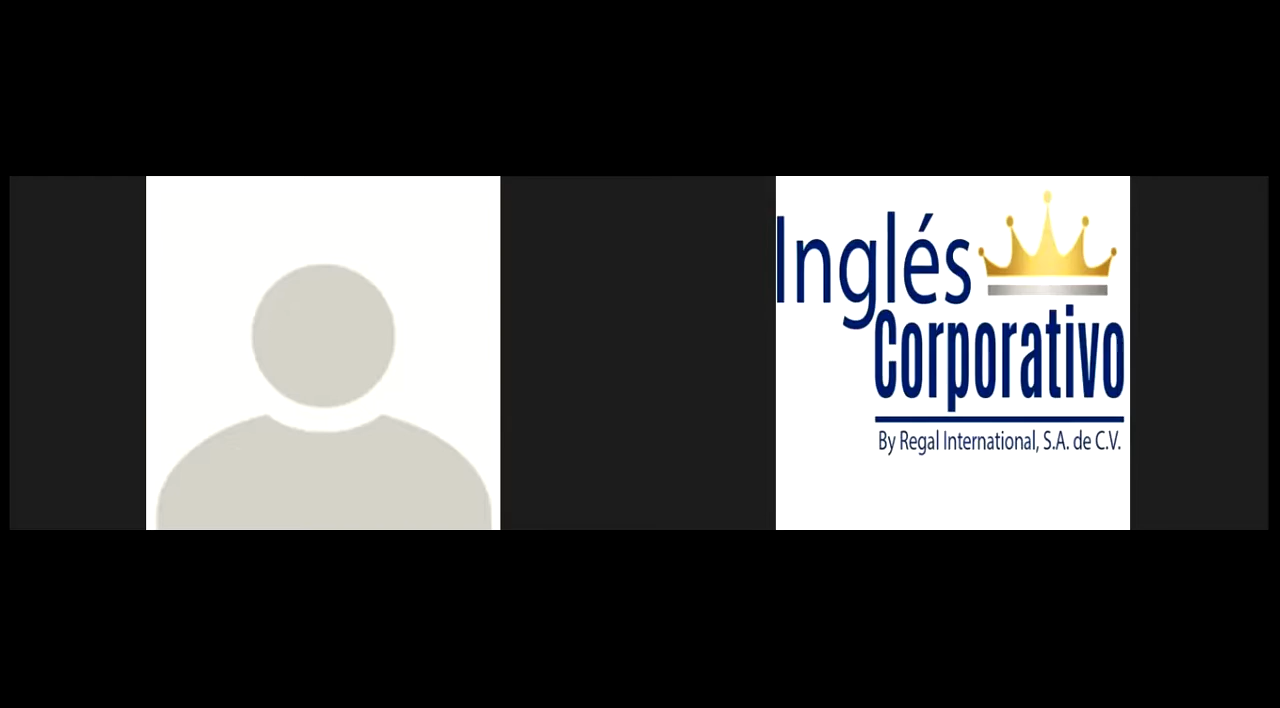 Inglés
Corporativo
By Regal International, S.A. de C.V.